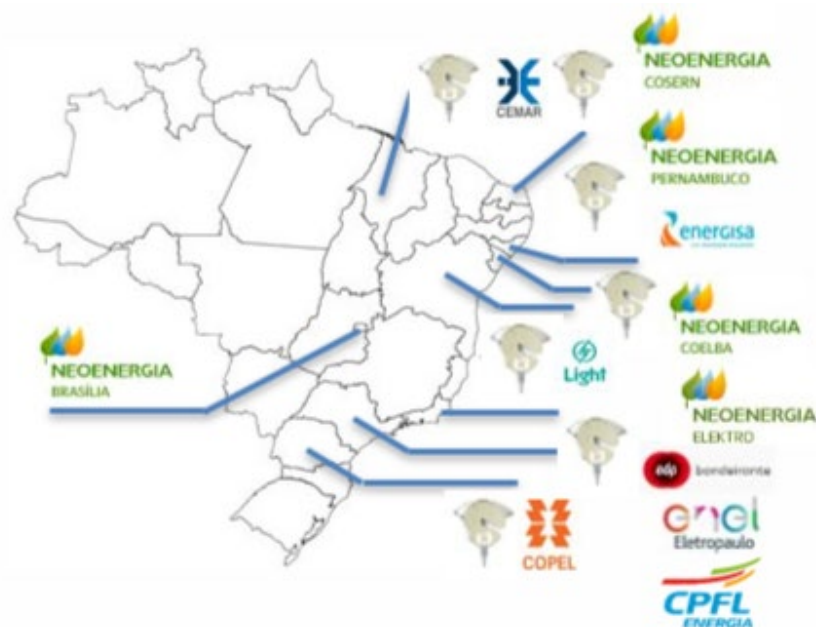 NEOENERGIA
COSERN
CEMAR
NEOENERGIA
PERNAMBUCO
energisa
NEOENERGIA
COELBA
NEOENERGIA
BRASÍLIA
Light
NEOENERGIA
ELEKTRO
edp bandeirante
enel
Eletropaulo
COPEL
CPFL
ENERGIA